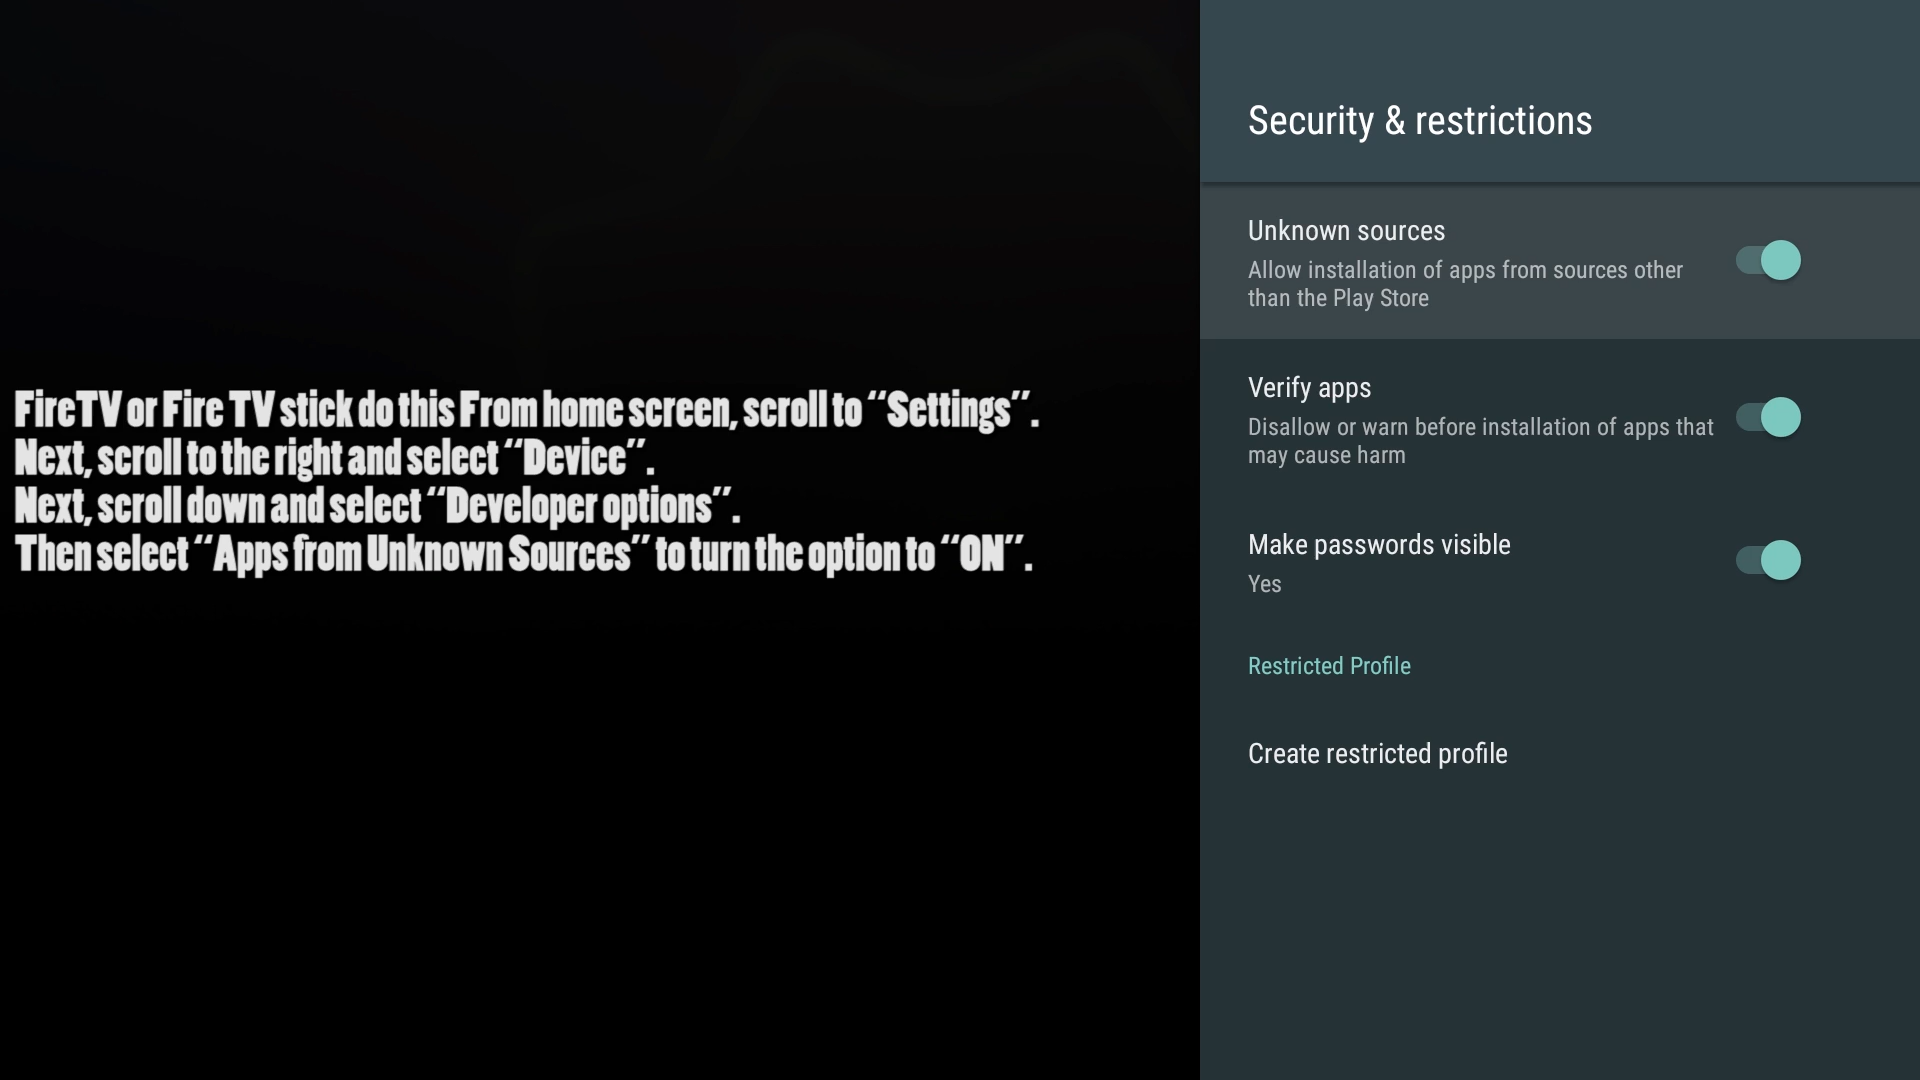 FireTV or Fire TV stick do this From home screen, scroll to “Settings”.
Next, scroll to the right and select “Device”.
Next, scroll down and select “Developer options”.
Then select “Apps from Unknown Sources” to turn the option to “ON”.
Security & restrictions
Unknown sources
Allow installation of apps from sources other
than the Play Store
Verify apps
Disallow or warn before installation of apps that
may cause harm
Make passwords visible
Yes
Restricted Profile
Create restricted profile